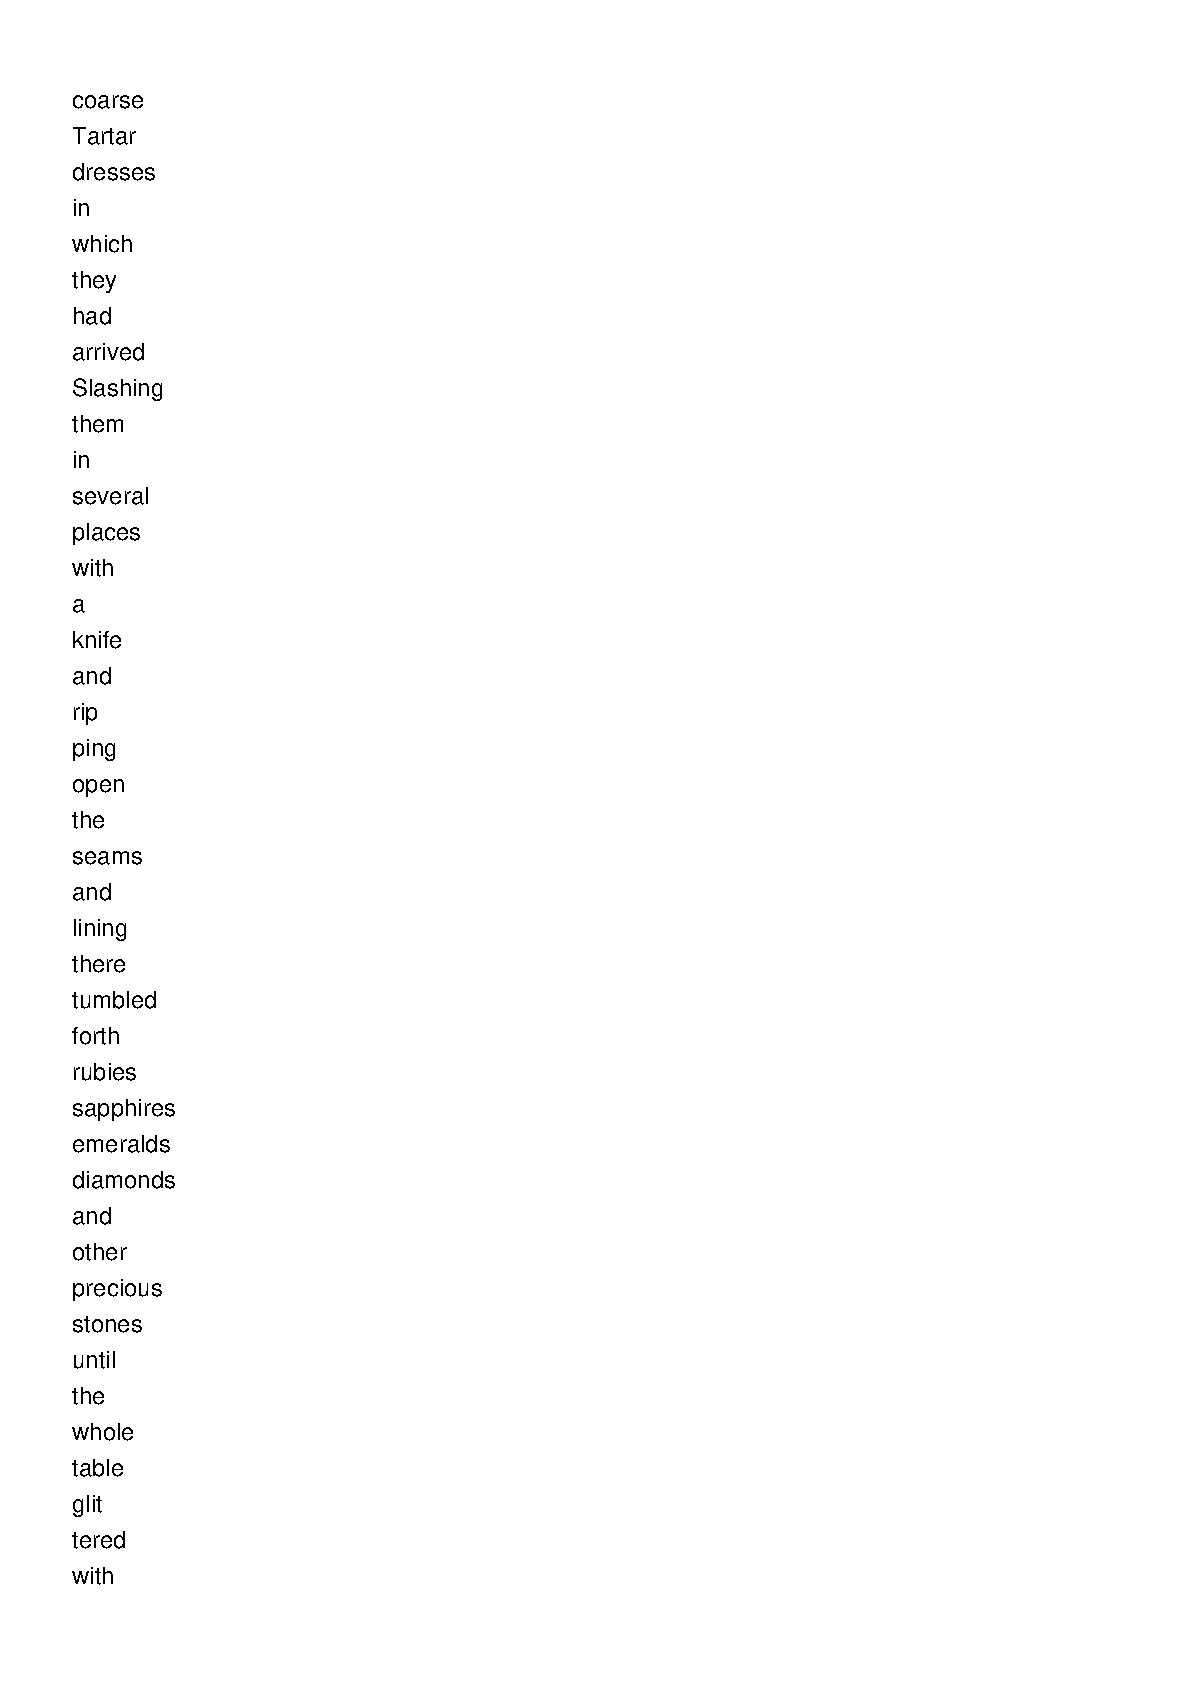 coarse
Tartar
dresses
in
which
they
had
arrived
Slashing
them
in
several
places
with
a
knife
and
rip
ping
open
the
seams
and
lining
there
tumbled
forth
rubies
sapphires
emeralds
diamonds
and
other
precious
stones
until
the
whole
table
glit
tered
with